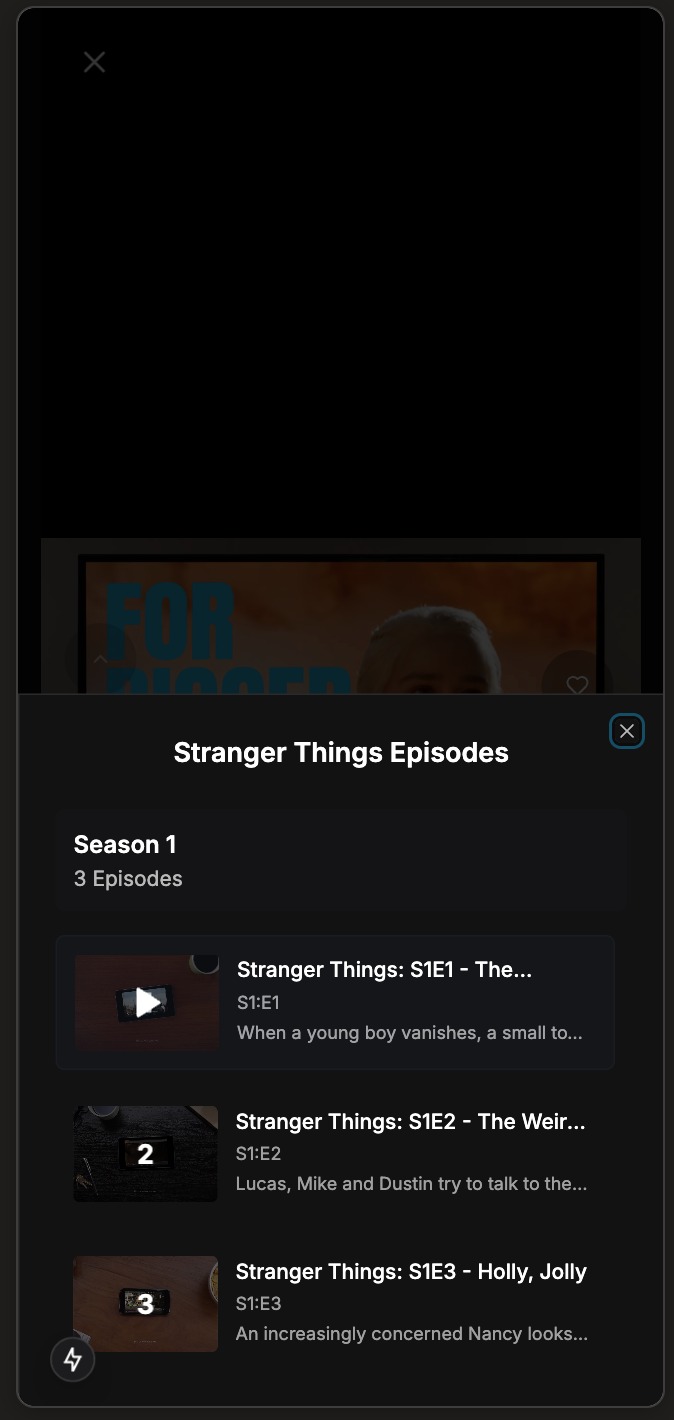 FOR
BIGGER
Stranger Things Episodes
Season 1
3 Episodes
Stranger Things: S1E1 - The...
S1:E1
When a young boy vanishes, a small to...
2
Stranger Things: S1E2 - The Weir...
S1:E2
Lucas, Mike and Dustin try to talk to the...
3
Stranger Things: S1E3 - Holly, Jolly
S1:E3
An increasingly concerned Nancy looks...